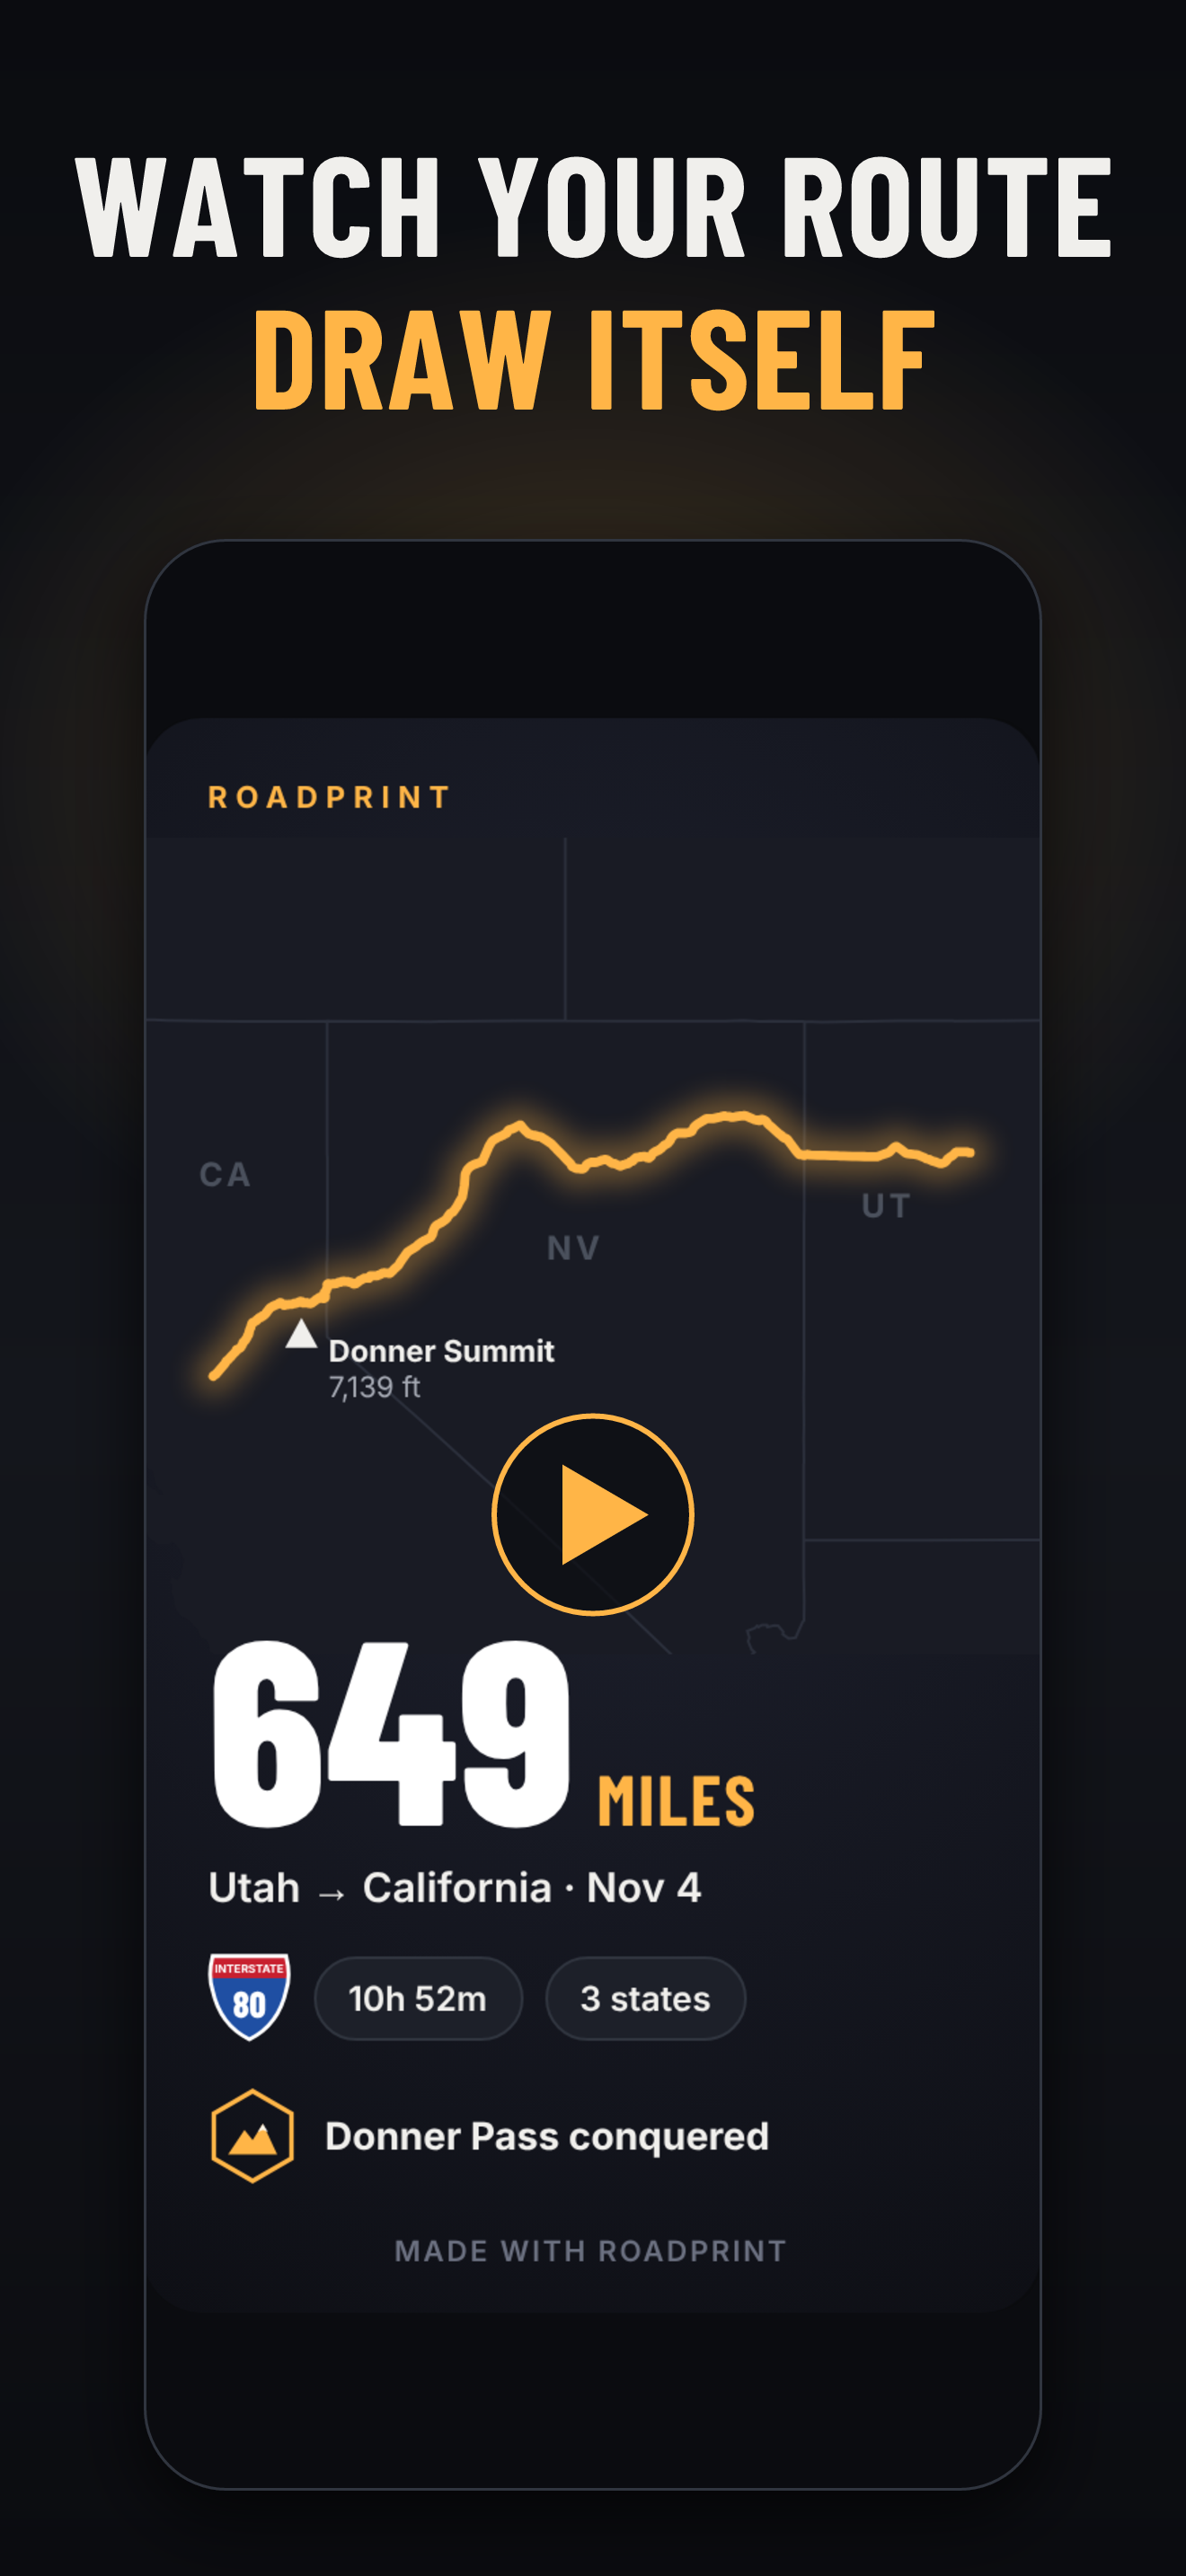 WATCH YOUR ROUTE
DRAW ITSELF
ROADPRINT
CA
UT
NV
Donner Summit
7,139 ft
649 MILES
Utah → California · Nov 4
INTERSTATE
80
10h 52m
3 states
Donner Pass conquered
MADE WITH ROADPRINT